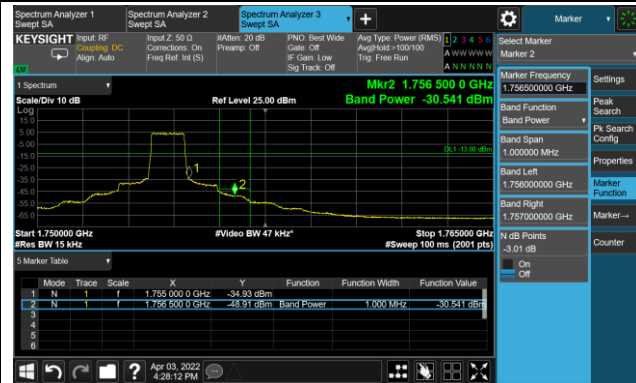 Spectrum Analyzer 1
Swept SA
Spectrum Analyzer 2
Swept SA
Spectrum Analyzer 3
Swept SA
+
Marker
KEYSIGHT
Input: RF
Coupling: DC
Align: Auto
Input Z: 50 Ω
Corrections: On
Freq Ref: Int (S)
#Atten: 20 dB
Preamp: Off
PNO: Best Wide
Gate: Off
IF Gain: Low
Sig Track: Off
Avg Type: Power (RMS)
Avg|Hold >100/100
Trig: Free Run
1 2 3 4 5 6
A W W W W W
A N N N N N
LXI
Select Marker
Marker 2
Marker Frequency
1.756500000 GHz
Band Function
Band Power
Band Span
1.000000 MHz
Band Left
1.756000000 GHz
Band Right
1.757000000 GHz
N dB Points
-3.01 dB
On
Off
Settings
Peak
Search
Pk Search
Config
Properties
Marker
Function
Marker→
Counter
1 Spectrum
Scale/Div 10 dB
Ref Level 25.00 dBm
Mkr2 1.756 500 0 GHz
Band Power -30.541 dBm
Log
15.0
5.00
-5.00
-15.0
-25.0
-35.0
-45.0
-55.0
-65.0
DL1 -13.00 dBm
1
2
Start 1.750000 GHz
#Res BW 15 kHz
#Video BW 47 kHz*
Stop 1.765000 GHz
#Sweep 100 ms (2001 pts)
5 Marker Table
Mode Trace Scale X Y Function Function Width Function Value
1 N 1 f 1.755 000 0 GHz -34.93 dBm
2 N 1 f 1.756 500 0 GHz -48.91 dBm Band Power 1.000 MHz -30.541 dBm
3
4
5
6
?
Apr 03, 2022
4:28:12 PM